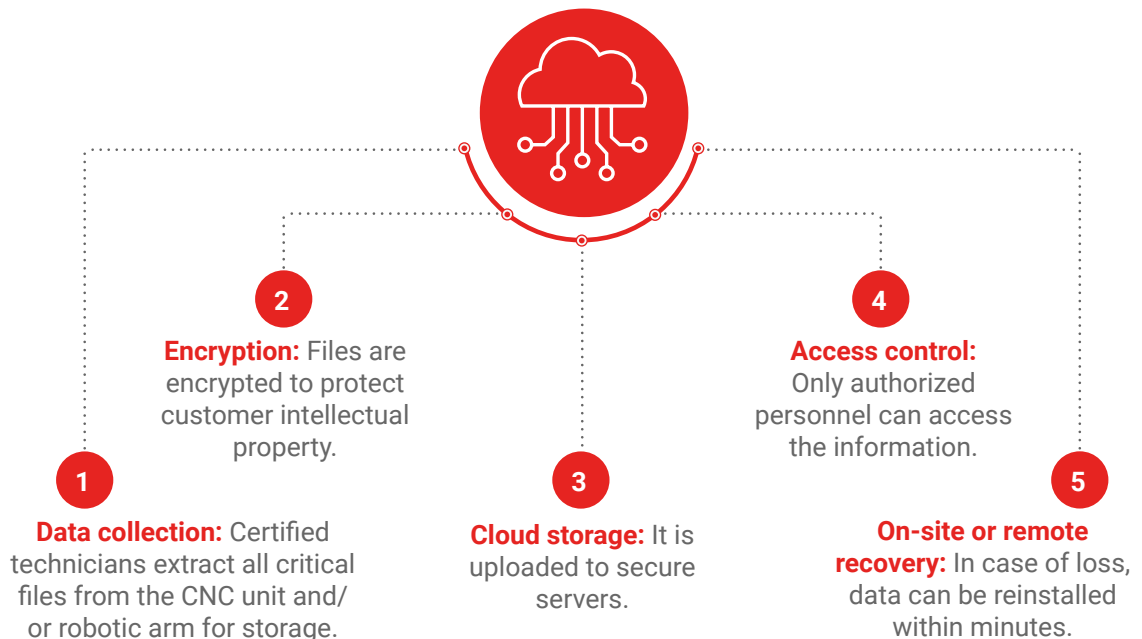 1
Data collection: Certified
technicians extract all critical
files from the CNC unit and/
or robotic arm for storage.
2
Encryption: Files are
encrypted to protect
customer intellectual
property.
3
Cloud storage: It is
uploaded to secure
servers.
4
Access control:
Only authorized
personnel can access
the information.
5
On-site or remote
recovery: In case of loss,
data can be reinstalled
within minutes.